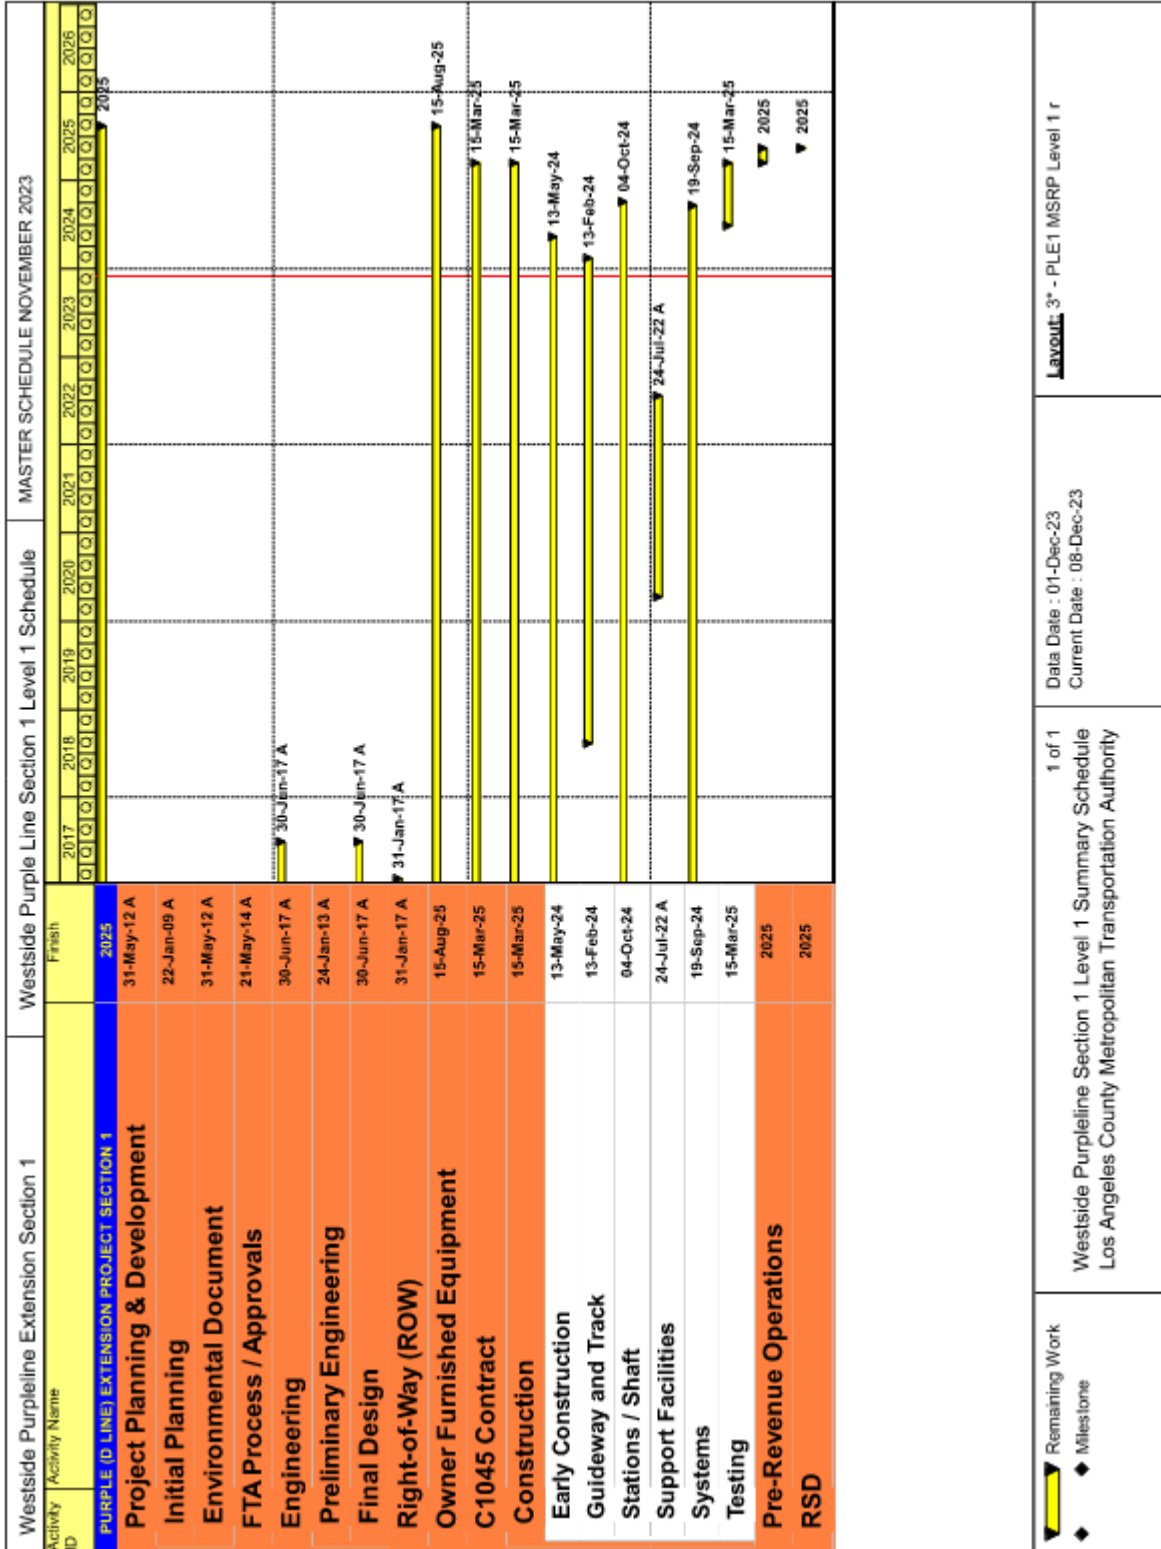 Westside Purpleline Extension Section 1
Westside Purple Line Section 1 Level 1 Schedule
MASTER SCHEDULE NOVEMBER 2023
Activity ID
Activity Name
Finish
2017 2018 2019 2020 2021 2022 2023 2024 2025 2026
Q Q Q Q Q Q Q Q Q Q Q Q Q Q Q Q Q Q Q Q Q Q Q Q Q Q Q Q Q Q Q Q Q Q Q Q Q Q Q Q
PURPLE (D LINE) EXTENSION PROJECT SECTION 1 2025 2025
Project Planning & Development 31-May-12 A
Initial Planning 22-Jan-09 A
Environmental Document 31-May-12 A
FTA Process / Approvals 21-May-14 A
Engineering 30-Jun-17 A 30-Jun-17 A
Preliminary Engineering 24-Jan-13 A
Final Design 30-Jun-17 A 30-Jun-17 A
Right-of-Way (ROW) 31-Jan-17 A 31-Jan-17 A
Owner Furnished Equipment 15-Aug-25 15-Aug-25
C1045 Contract 15-Mar-25 15-Mar-25
Construction 15-Mar-25 15-Mar-25
Early Construction 13-May-24 13-May-24
Guideway and Track 13-Feb-24 13-Feb-24
Stations / Shaft 04-Oct-24 04-Oct-24
Support Facilities 24-Jul-22 A 24-Jul-22 A
Systems 19-Sep-24 19-Sep-24
Testing 15-Mar-25 15-Mar-25
Pre-Revenue Operations 2025 2025
RSD 2025 2025
Remaining Work
Milestone
1 of 1
Westside Purpleline Section 1 Level 1 Summary Schedule
Los Angeles County Metropolitan Transportation Authority
Data Date : 01-Dec-23
Current Date : 08-Dec-23
Layout: 3* - PLE1 MSRP Level 1 r